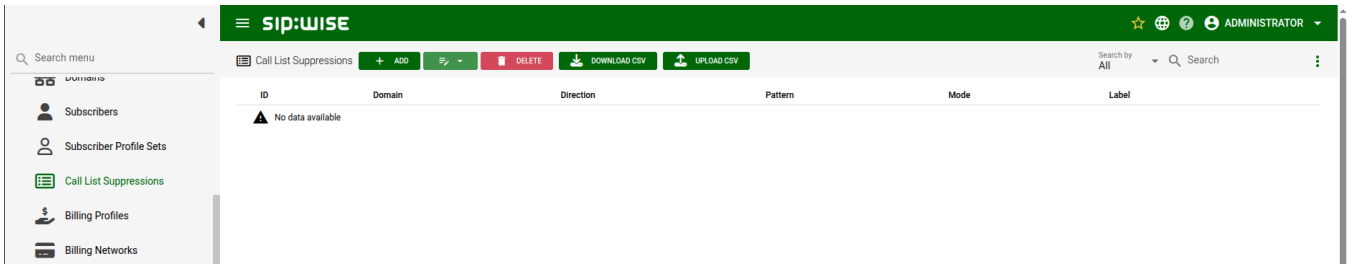 sip:wise
ADMINISTRATOR
Search menu
Domains
Subscribers
Subscriber Profile Sets
Call List Suppressions
Billing Profiles
Billing Networks
Call List Suppressions
ADD
DELETE
DOWNLOAD CSV
UPLOAD CSV
Search by
All
Search
ID Domain Direction Pattern Mode Label
No data available